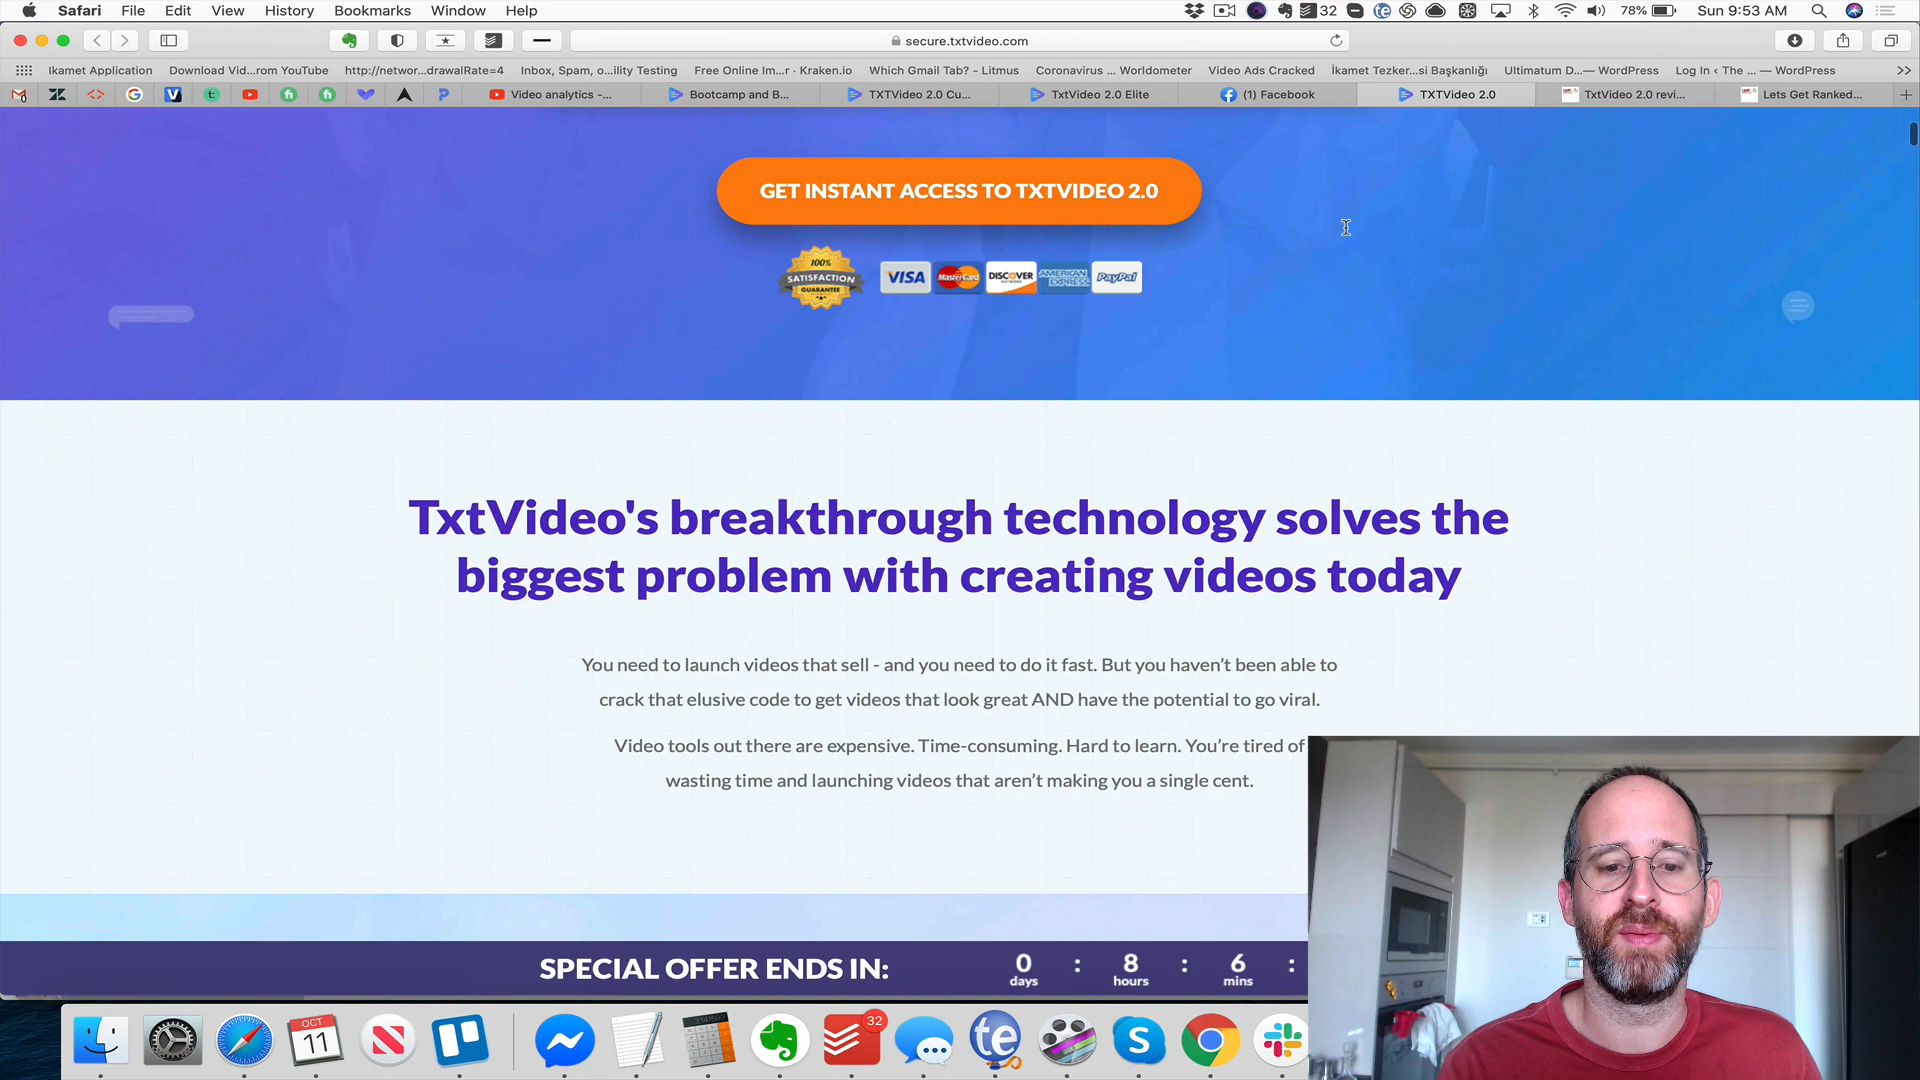 Safari File Edit View History Bookmarks Window Help 32 78% Sun 9:53 AM
secure.txtvideo.com
Ikamet Application Download Vid...rom YouTube http://networ...drawalRate=4 Inbox, Spam, o...ility Testing Free Online Im...r · Kraken.io Which Gmail Tab? - Litmus Coronavirus ... Worldometer Video Ads Cracked İkamet Tezker...si Başkanlığı Ultimatum D...— WordPress Log In ‹ The ... — WordPress
Video analytics -... Bootcamp and B... TXTVideo 2.0 Cu... TxtVideo 2.0 Elite (1) Facebook TXTVideo 2.0 TxtVideo 2.0 revi... Lets Get Ranked...
GET INSTANT ACCESS TO TXTVIDEO 2.0
100%
SATISFACTION
GUARANTEE
VISA MasterCard DISCOVER NETWORK AMERICAN EXPRESS PayPal
TxtVideo's breakthrough technology solves the
biggest problem with creating videos today
You need to launch videos that sell - and you need to do it fast. But you haven't been able to
crack that elusive code to get videos that look great AND have the potential to go viral.
Video tools out there are expensive. Time-consuming. Hard to learn. You're tired of
wasting time and launching videos that aren't making you a single cent.
SPECIAL OFFER ENDS IN: 0 : 8 : 6 :
days hours mins
OCT
11
32
te